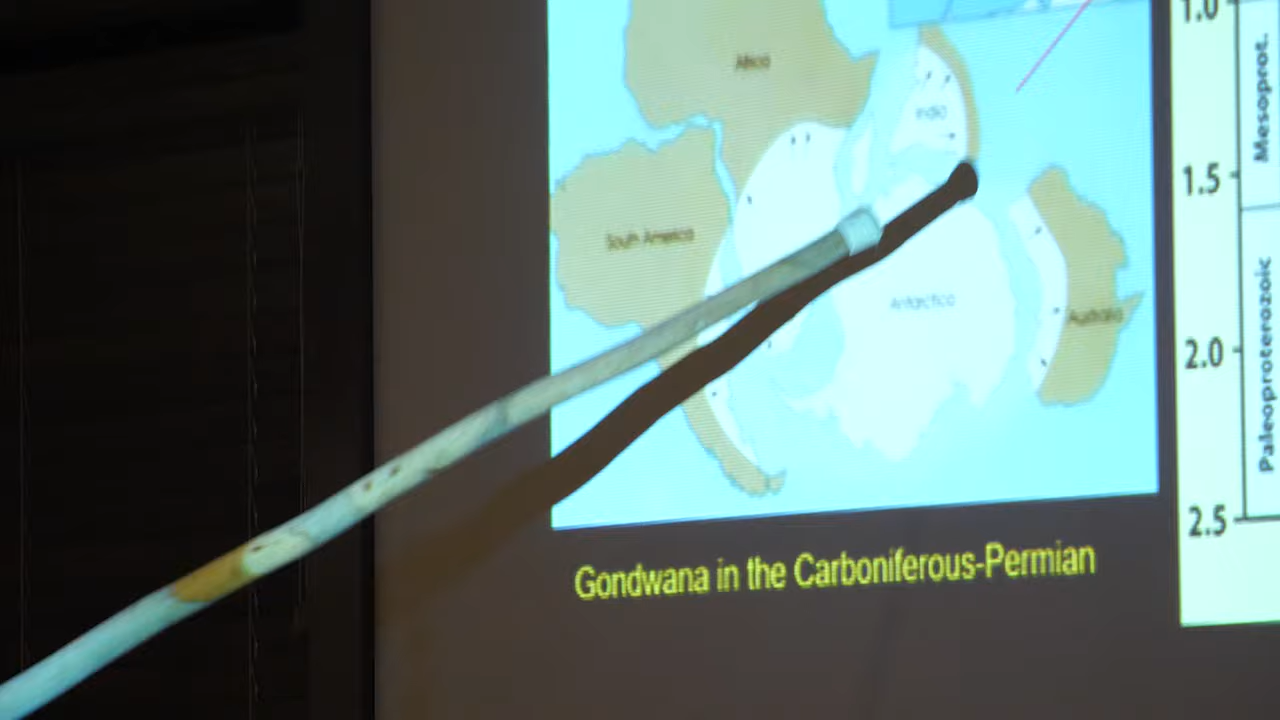 1.0
Africa
India
Mesoprot.
1.5
South America
Antarctica
Australia
2.0
Paleoproterozoic
2.5
Gondwana in the Carboniferous-Permian